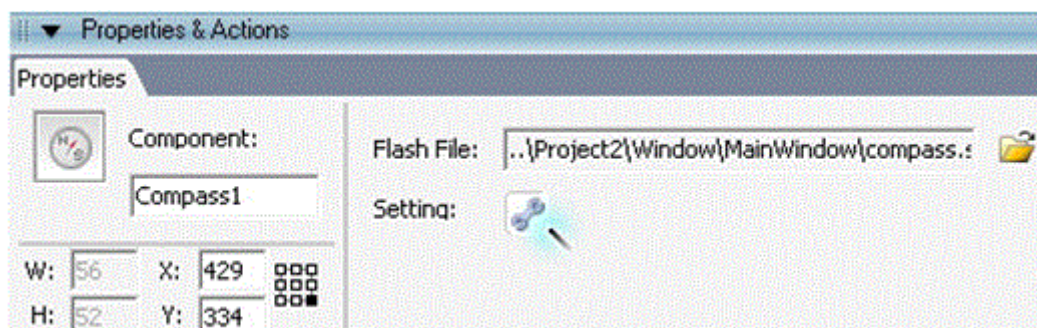 Properties & Actions
Properties
Component:
Compass1
Flash File: ..\Project2\Window\MainWindow\compass.s
Setting:
W: 56 X: 429
H: 52 Y: 334